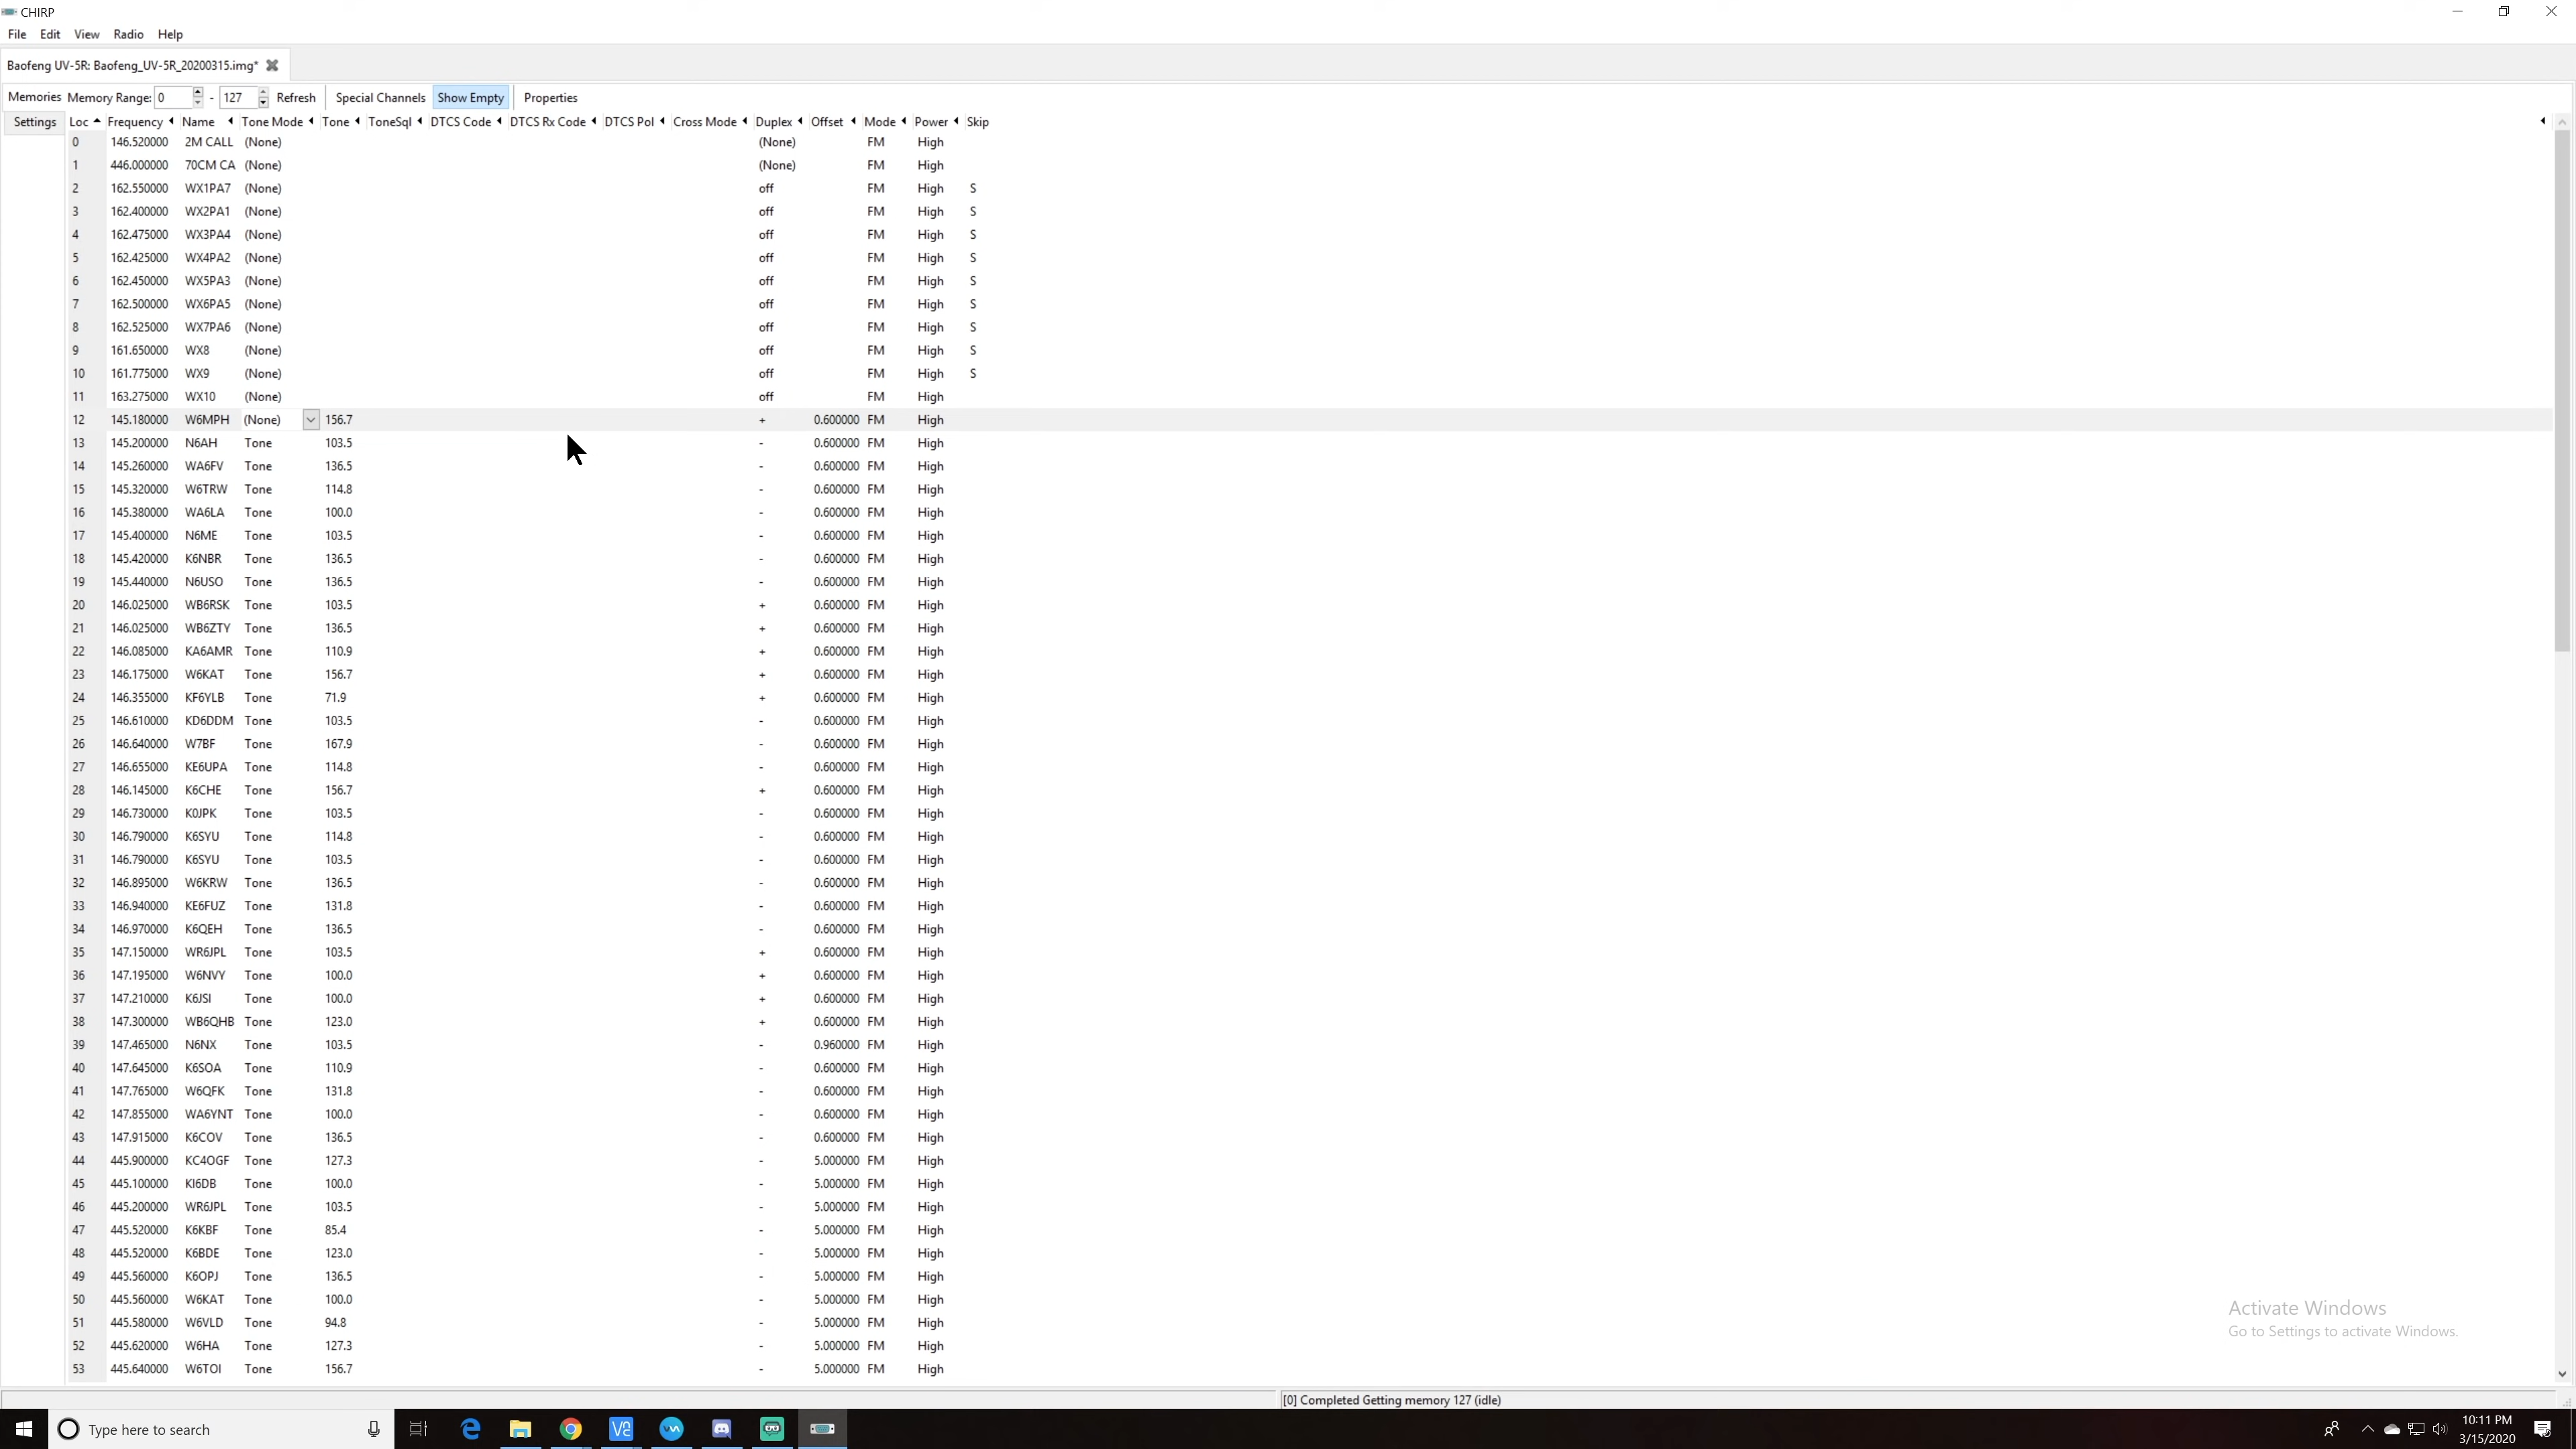 CHIRP
File Edit View Radio Help
Baofeng UV-5R: Baofeng_UV-5R_20200315.img*
Memories Memory Range: 0 - 127 Refresh Special Channels Show Empty Properties
Settings Loc Frequency Name Tone Mode Tone ToneSql DTCS Code DTCS Rx Code DTCS Pol Cross Mode Duplex Offset Mode Power Skip
0 146.520000 2M CALL (None) (None) FM High
1 446.000000 70CM CA (None) (None) FM High
2 162.550000 WX1PA7 (None) off FM High S
3 162.400000 WX2PA1 (None) off FM High S
4 162.475000 WX3PA4 (None) off FM High S
5 162.425000 WX4PA2 (None) off FM High S
6 162.450000 WX5PA3 (None) off FM High S
7 162.500000 WX6PA5 (None) off FM High S
8 162.525000 WX7PA6 (None) off FM High S
9 161.650000 WX8 (None) off FM High S
10 161.775000 WX9 (None) off FM High S
11 163.275000 WX10 (None) off FM High
12 145.180000 W6MPH (None) 156.7 + 0.600000 FM High
13 145.200000 N6AH Tone 103.5 - 0.600000 FM High
14 145.260000 WA6FV Tone 136.5 - 0.600000 FM High
15 145.320000 W6TRW Tone 114.8 - 0.600000 FM High
16 145.380000 WA6LA Tone 100.0 - 0.600000 FM High
17 145.400000 N6ME Tone 103.5 - 0.600000 FM High
18 145.420000 K6NBR Tone 136.5 - 0.600000 FM High
19 145.440000 N6USO Tone 136.5 - 0.600000 FM High
20 146.025000 WB6RSK Tone 103.5 + 0.600000 FM High
21 146.025000 WB6ZTY Tone 136.5 + 0.600000 FM High
22 146.085000 KA6AMR Tone 110.9 + 0.600000 FM High
23 146.175000 W6KAT Tone 156.7 + 0.600000 FM High
24 146.355000 KF6YLB Tone 71.9 + 0.600000 FM High
25 146.610000 KD6DDM Tone 103.5 - 0.600000 FM High
26 146.640000 W7BF Tone 167.9 - 0.600000 FM High
27 146.655000 KE6UPA Tone 114.8 - 0.600000 FM High
28 146.145000 K6CHE Tone 156.7 + 0.600000 FM High
29 146.730000 K0JPK Tone 103.5 - 0.600000 FM High
30 146.790000 K6SYU Tone 114.8 - 0.600000 FM High
31 146.790000 K6SYU Tone 103.5 - 0.600000 FM High
32 146.895000 W6KRW Tone 136.5 - 0.600000 FM High
33 146.940000 KE6FUZ Tone 131.8 - 0.600000 FM High
34 146.970000 K6QEH Tone 136.5 - 0.600000 FM High
35 147.150000 WR6JPL Tone 103.5 + 0.600000 FM High
36 147.195000 W6NVY Tone 100.0 + 0.600000 FM High
37 147.210000 K6JSI Tone 100.0 + 0.600000 FM High
38 147.300000 WB6QHB Tone 123.0 + 0.600000 FM High
39 147.465000 N6NX Tone 103.5 - 0.960000 FM High
40 147.645000 K6SOA Tone 110.9 - 0.600000 FM High
41 147.765000 W6QFK Tone 131.8 - 0.600000 FM High
42 147.855000 WA6YNT Tone 100.0 - 0.600000 FM High
43 147.915000 K6COV Tone 136.5 - 0.600000 FM High
44 445.900000 KC4OGF Tone 127.3 - 5.000000 FM High
45 445.100000 KI6DB Tone 100.0 - 5.000000 FM High
46 445.200000 WR6JPL Tone 103.5 - 5.000000 FM High
47 445.520000 K6KBF Tone 85.4 - 5.000000 FM High
48 445.520000 K6BDE Tone 123.0 - 5.000000 FM High
49 445.560000 K6OPJ Tone 136.5 - 5.000000 FM High
50 445.560000 W6KAT Tone 100.0 - 5.000000 FM High
51 445.580000 W6VLD Tone 94.8 - 5.000000 FM High
52 445.620000 W6HA Tone 127.3 - 5.000000 FM High
53 445.640000 W6TOI Tone 156.7 - 5.000000 FM High
Activate Windows
Go to Settings to activate Windows.
[0] Completed Getting memory 127 (idle)
Type here to search
10:11 PM
3/15/2020